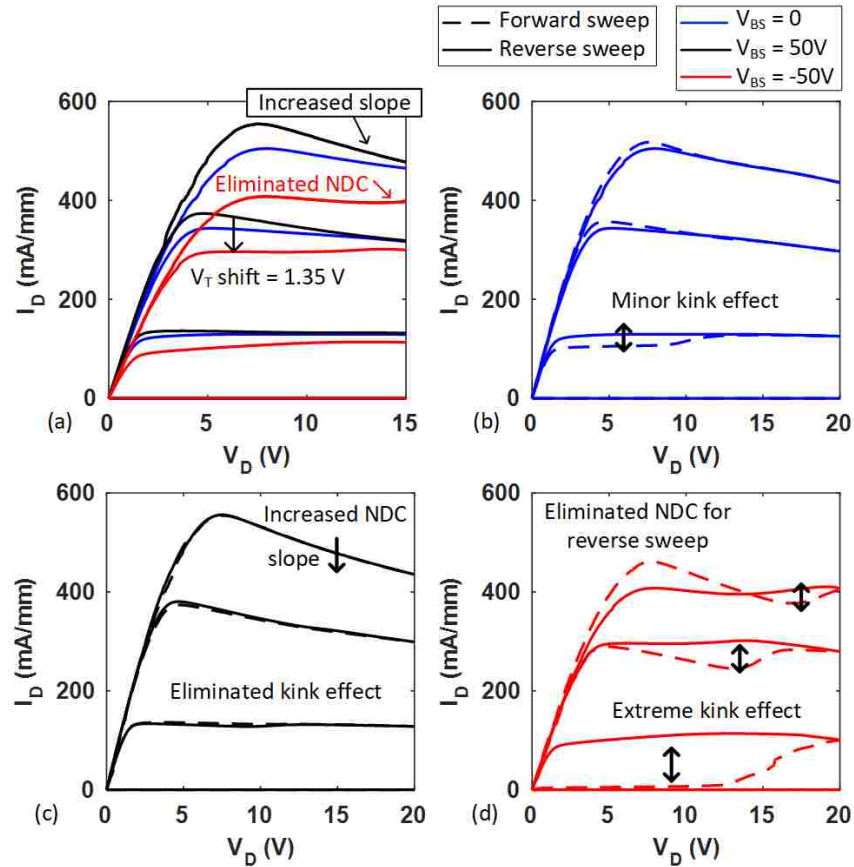 Forward sweep
Reverse sweep
V_BS = 0
V_BS = 50V
V_BS = -50V
600
400
200
0
I_D (mA/mm)
Increased slope
Eliminated NDC
V_T shift = 1.35 V
0
5
10
15
(a)
V_D (V)
600
400
200
0
I_D (mA/mm)
Minor kink effect
0
5
10
15
20
(b)
V_D (V)
600
400
200
0
I_D (mA/mm)
Increased NDC
slope
Eliminated kink effect
0
5
10
15
20
(c)
V_D (V)
600
400
200
0
I_D (mA/mm)
Eliminated NDC for
reverse sweep
Extreme kink effect
0
5
10
15
20
(d)
V_D (V)